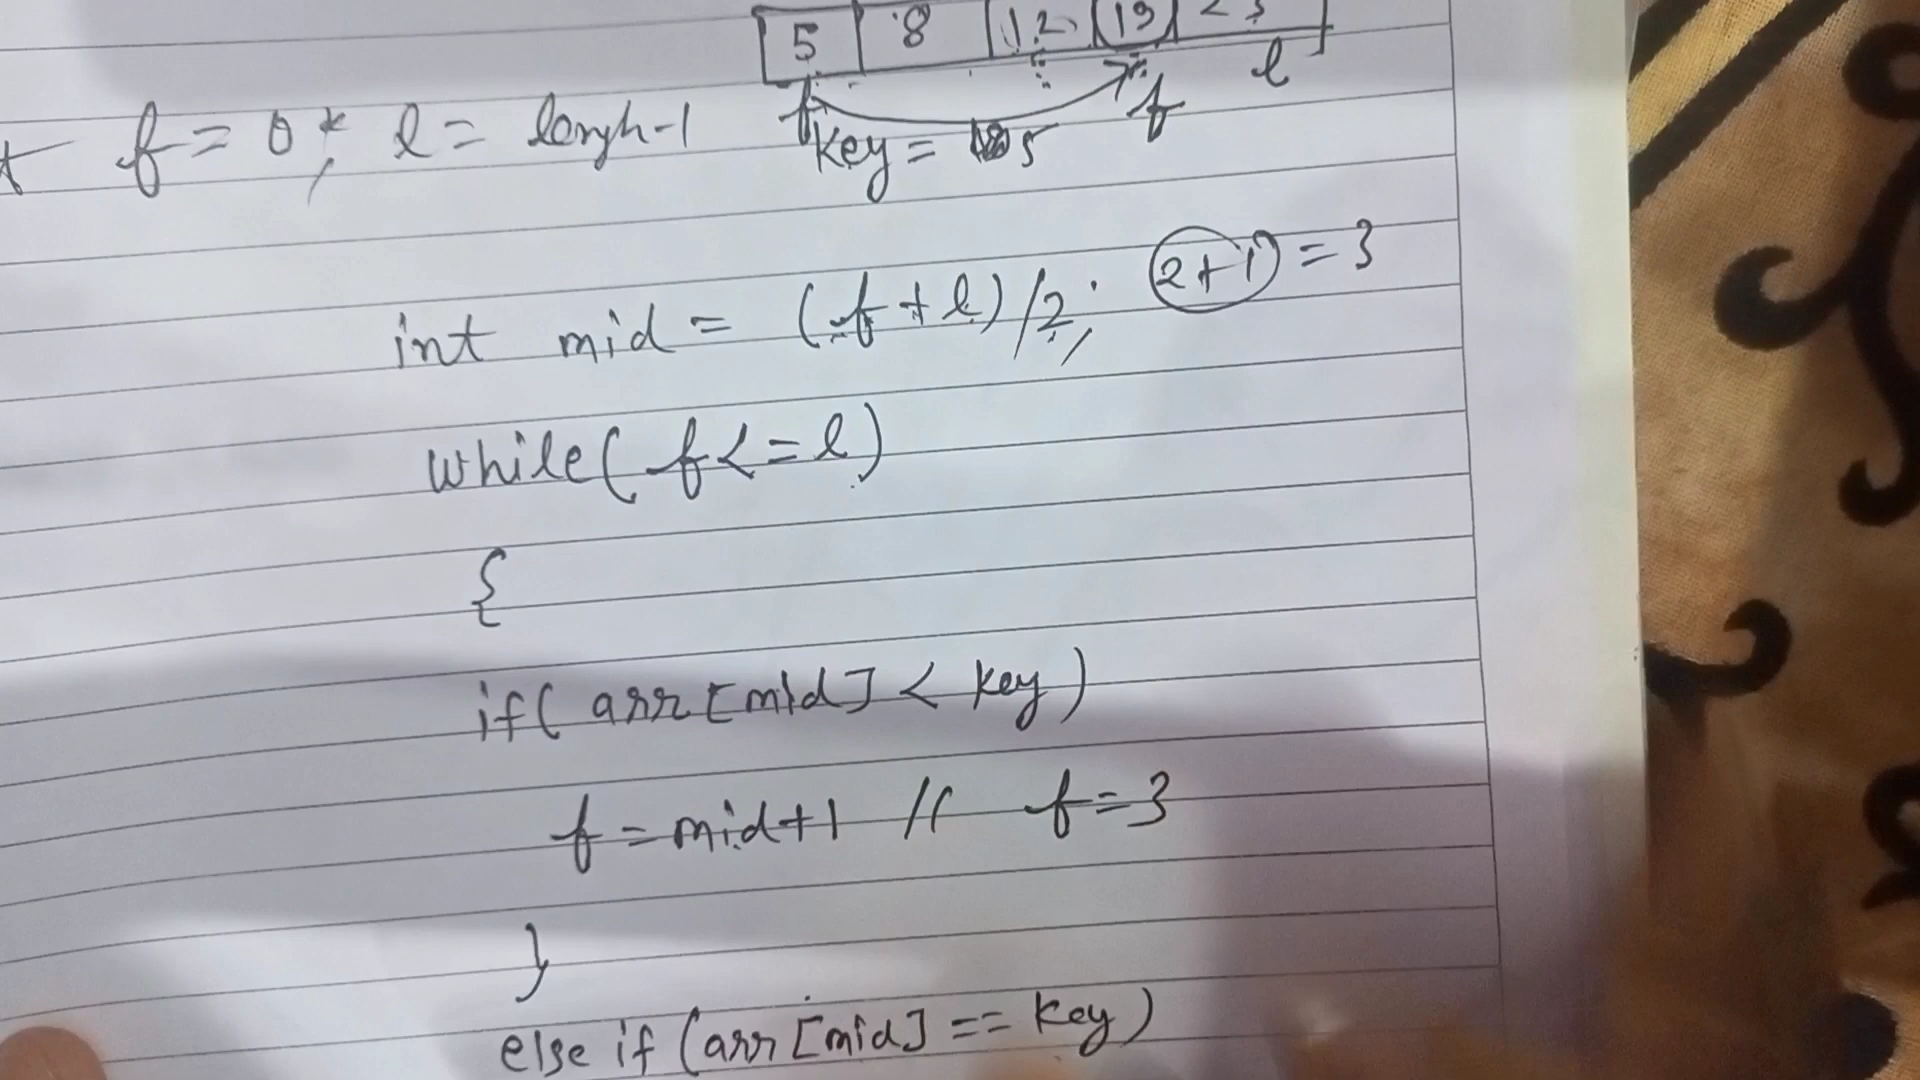 5 8 12 19
f f l
f = 0, l = lengh-1
key = 5
int mid = (f + l)/2; 2+1 = 3
while( f <= l)
{
if( arr[mid] < key)
f = mid+1 // f = 3
}
else if (arr[mid] == key)